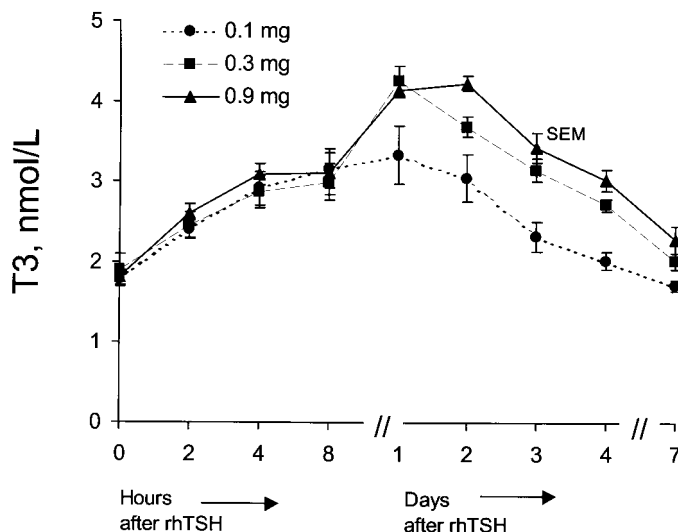 0.1 mg
0.3 mg
0.9 mg
SEM
T3, nmol/L
5
4
3
2
1
0
0 2 4 8 // 1 2 3 4 // 7
Hours
after rhTSH
Days
after rhTSH